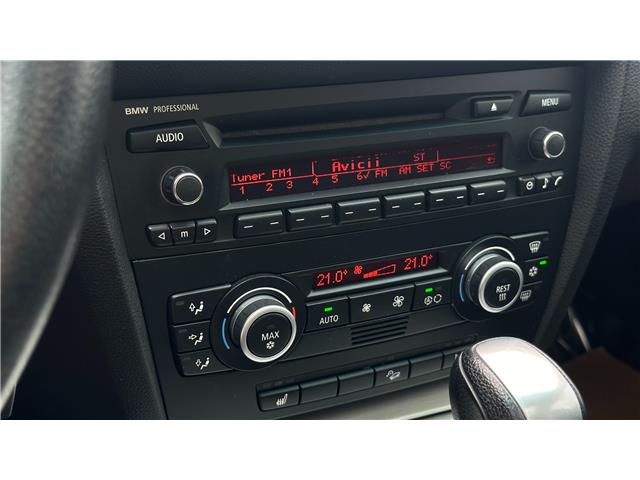 BMW PROFESSIONAL
MENU
AUDIO
Avicii ST
Tuner FM1
1 2 3 4 5 6√ FM AM SET SC
m
21.0° 21.0°
MAX
AUTO
REST